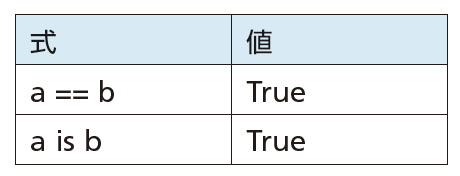 式 値
a == b True
a is b True